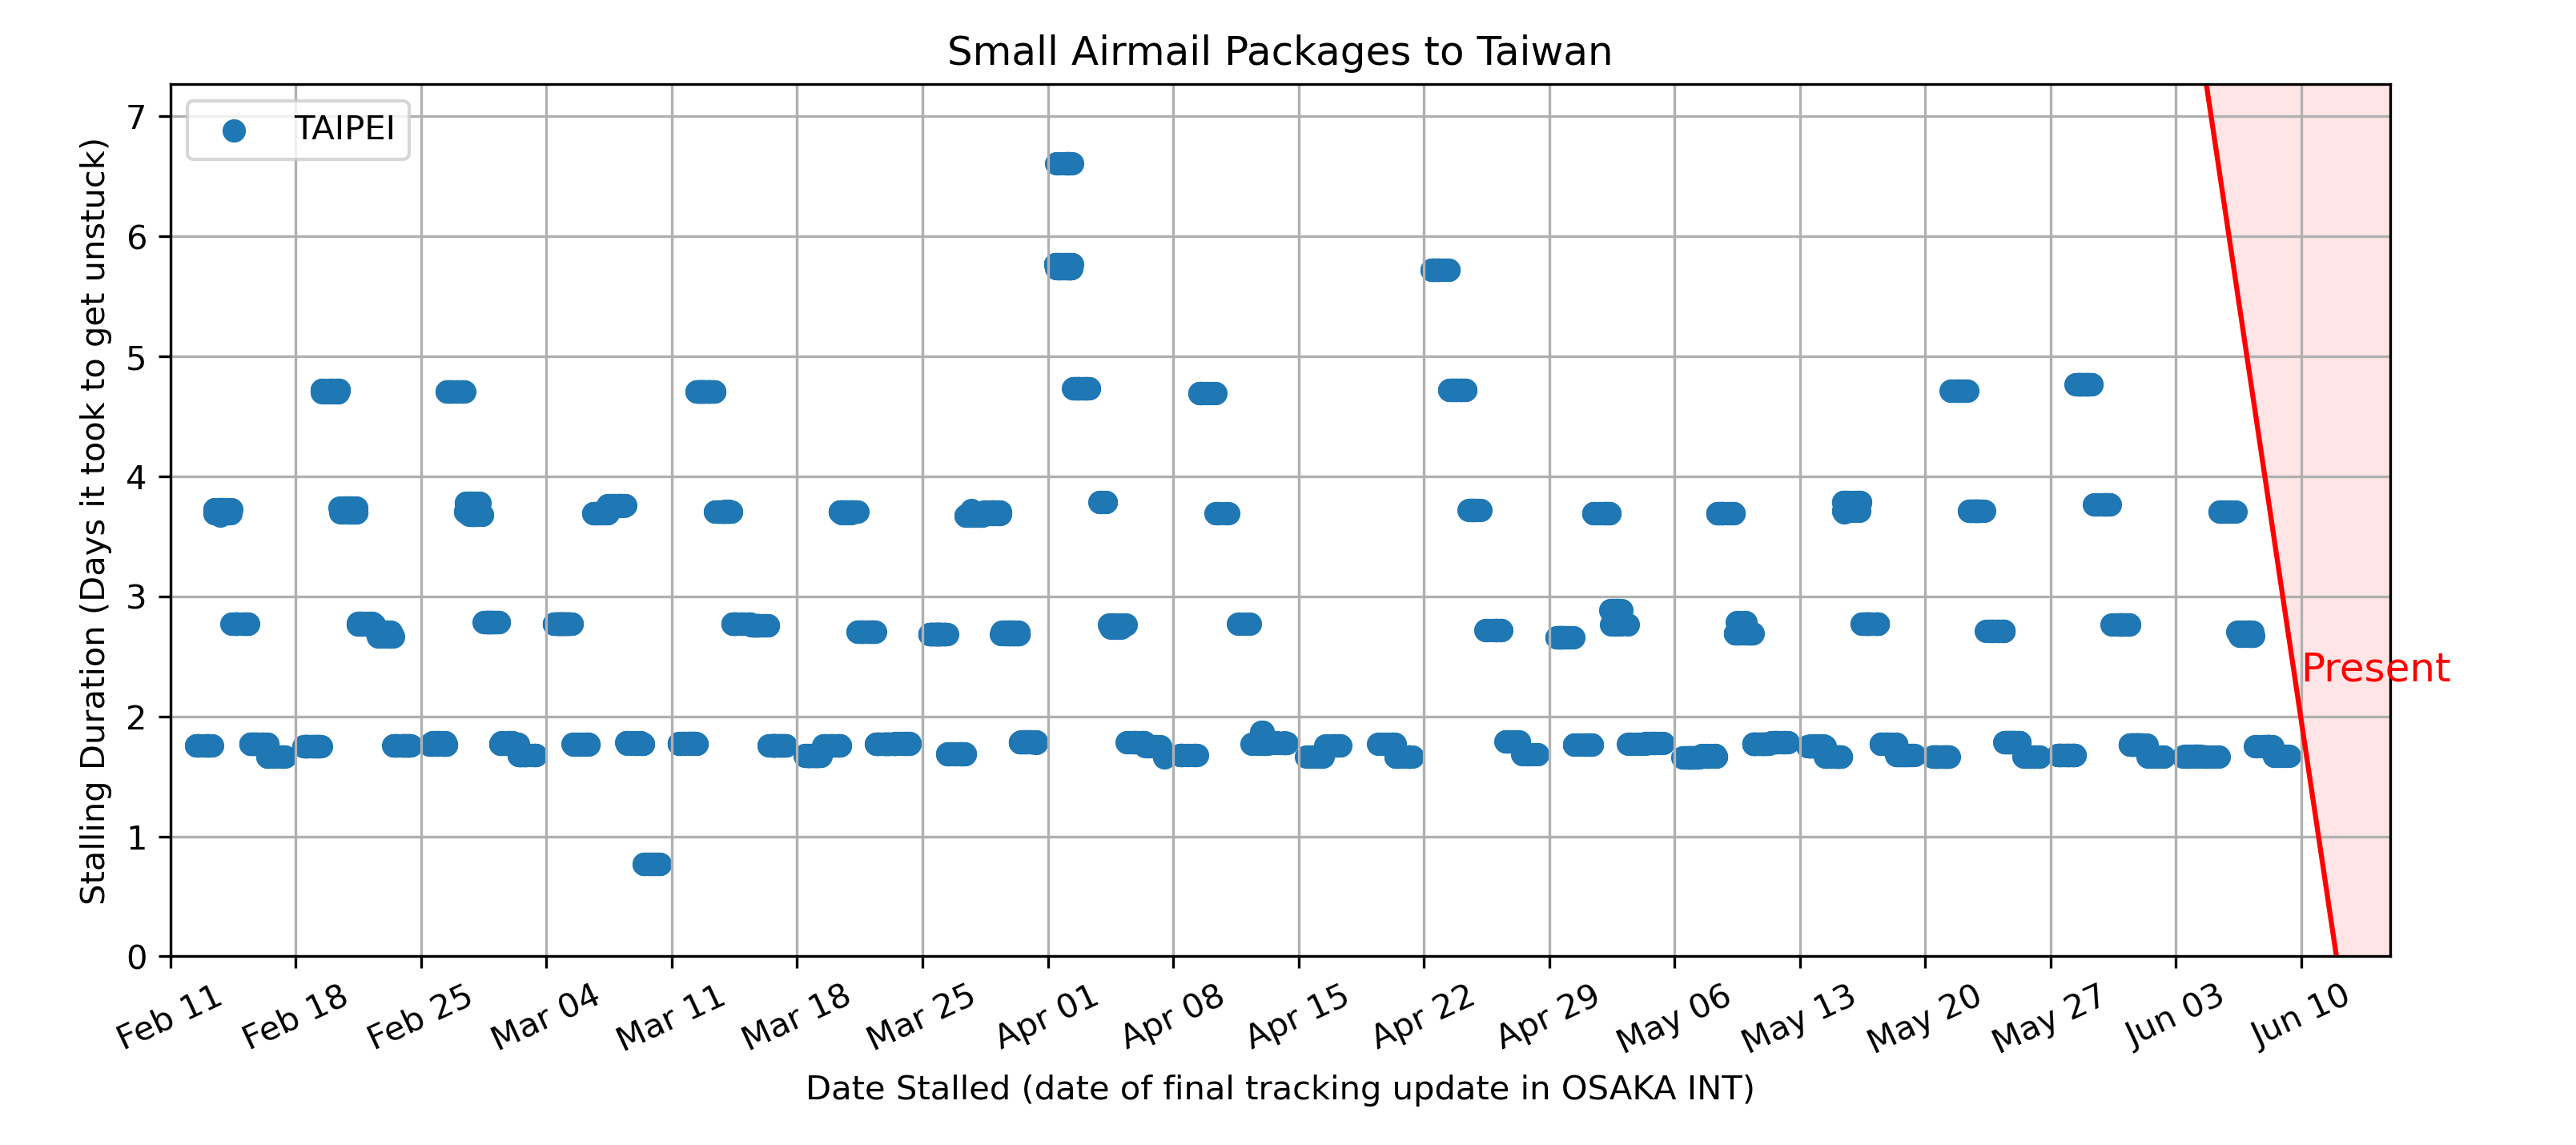 Small Airmail Packages to Taiwan
TAIPEI
Stalling Duration (Days it took to get unstuck)
7
6
5
4
3
2
1
0
Present
Feb 11
Feb 18
Feb 25
Mar 04
Mar 11
Mar 18
Mar 25
Apr 01
Apr 08
Apr 15
Apr 22
Apr 29
May 06
May 13
May 20
May 27
Jun 03
Jun 10
Date Stalled (date of final tracking update in OSAKA INT)